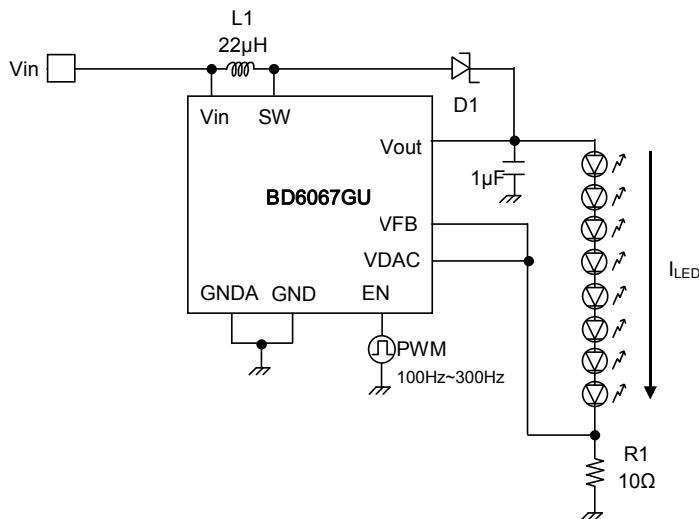 L1
22μH
Vin
D1
Vin
SW
Vout
1μF
BD6067GU
VFB
VDAC
ILED
GNDA
GND
EN
PWM
100Hz~300Hz
R1
10Ω